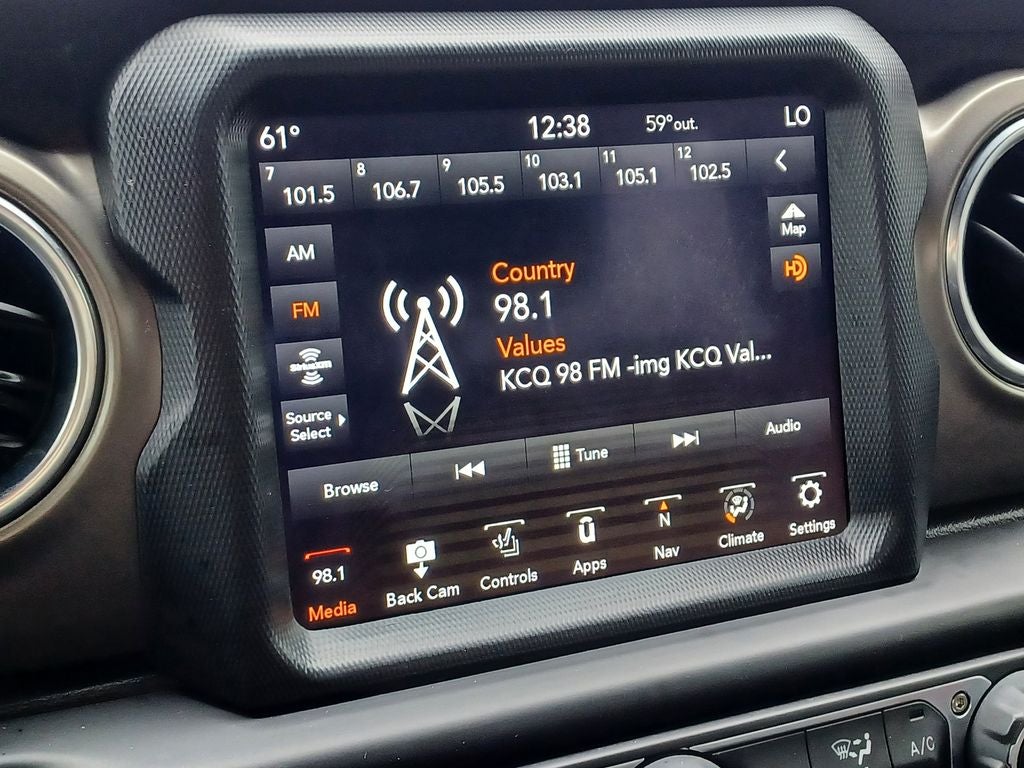 61° 12:38 59°out. LO
7 101.5 8 106.7 9 105.5 10 103.1 11 105.1 12 102.5
Map
AM
HD
Country
FM
98.1
Values
SiriusXM
KCQ 98 FM -img KCQ Val...
Source
Select
Browse Tune Audio
98.1 ū N
Media Back Cam Controls Apps Nav Climate Settings
A/C